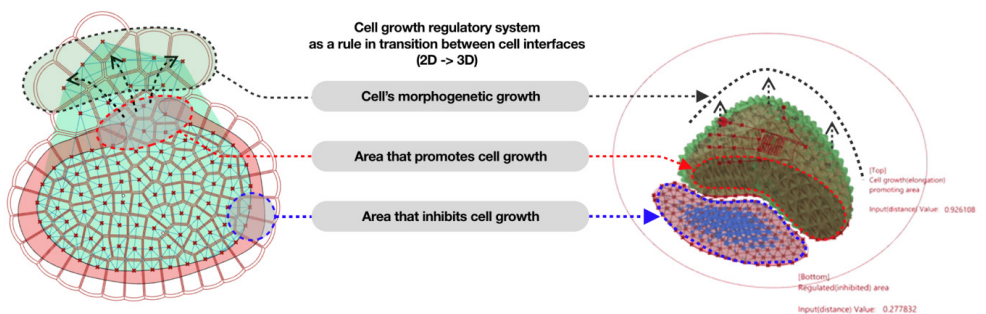 Cell growth regulatory system
as a rule in transition between cell interfaces
(2D -> 3D)
Cell's morphogenetic growth
Area that promotes cell growth
Area that inhibits cell growth
[Top]
Cell growth(elongation)
promoting area
Input(distance) Value: 0.926108
[Bottom]
Regulated(inhibited) area
Input(distance) Value: 0.277832